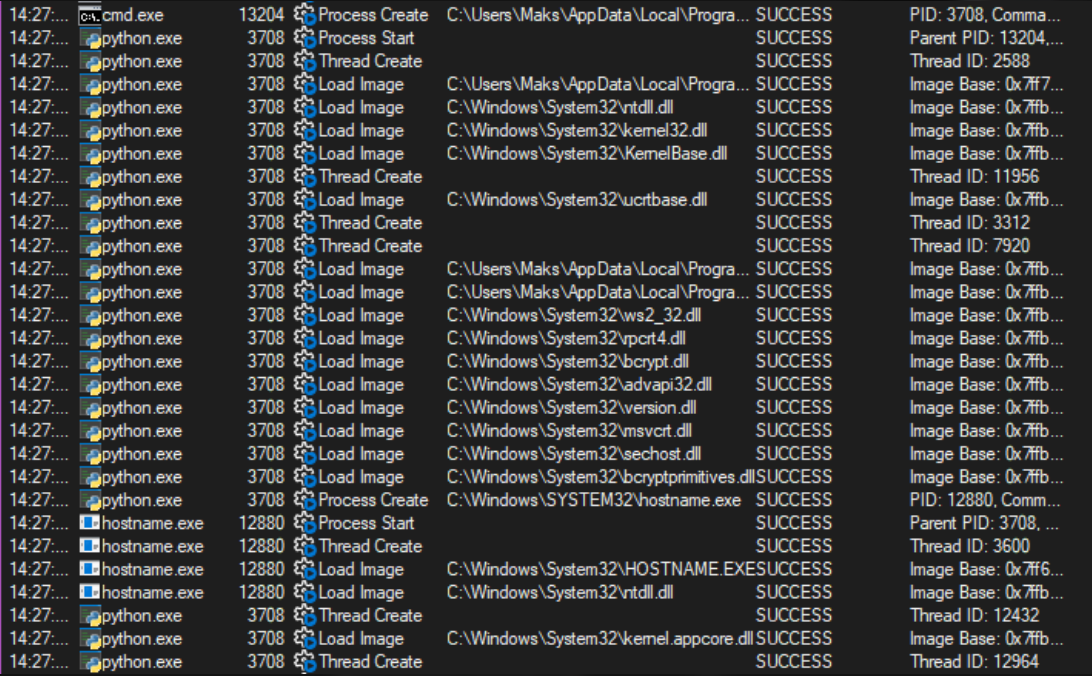 14:27:... cmd.exe 13204 Process Create C:\Users\Maks\AppData\Local\Progra... SUCCESS PID: 3708, Comma...
14:27:... python.exe 3708 Process Start SUCCESS Parent PID: 13204,...
14:27:... python.exe 3708 Thread Create SUCCESS Thread ID: 2588
14:27:... python.exe 3708 Load Image C:\Users\Maks\AppData\Local\Progra... SUCCESS Image Base: 0x7ff7...
14:27:... python.exe 3708 Load Image C:\Windows\System32\ntdll.dll SUCCESS Image Base: 0x7ffb...
14:27:... python.exe 3708 Load Image C:\Windows\System32\kernel32.dll SUCCESS Image Base: 0x7ffb...
14:27:... python.exe 3708 Load Image C:\Windows\System32\KernelBase.dll SUCCESS Image Base: 0x7ffb...
14:27:... python.exe 3708 Thread Create SUCCESS Thread ID: 11956
14:27:... python.exe 3708 Load Image C:\Windows\System32\ucrtbase.dll SUCCESS Image Base: 0x7ffb...
14:27:... python.exe 3708 Thread Create SUCCESS Thread ID: 3312
14:27:... python.exe 3708 Thread Create SUCCESS Thread ID: 7920
14:27:... python.exe 3708 Load Image C:\Users\Maks\AppData\Local\Progra... SUCCESS Image Base: 0x7ffb...
14:27:... python.exe 3708 Load Image C:\Users\Maks\AppData\Local\Progra... SUCCESS Image Base: 0x7ffb...
14:27:... python.exe 3708 Load Image C:\Windows\System32\ws2_32.dll SUCCESS Image Base: 0x7ffb...
14:27:... python.exe 3708 Load Image C:\Windows\System32\rpcrt4.dll SUCCESS Image Base: 0x7ffb...
14:27:... python.exe 3708 Load Image C:\Windows\System32\bcrypt.dll SUCCESS Image Base: 0x7ffb...
14:27:... python.exe 3708 Load Image C:\Windows\System32\advapi32.dll SUCCESS Image Base: 0x7ffb...
14:27:... python.exe 3708 Load Image C:\Windows\System32\version.dll SUCCESS Image Base: 0x7ffb...
14:27:... python.exe 3708 Load Image C:\Windows\System32\msvcrt.dll SUCCESS Image Base: 0x7ffb...
14:27:... python.exe 3708 Load Image C:\Windows\System32\sechost.dll SUCCESS Image Base: 0x7ffb...
14:27:... python.exe 3708 Load Image C:\Windows\System32\bcryptprimitives.dll SUCCESS Image Base: 0x7ffb...
14:27:... python.exe 3708 Process Create C:\Windows\SYSTEM32\hostname.exe SUCCESS PID: 12880, Comm...
14:27:... hostname.exe 12880 Process Start SUCCESS Parent PID: 3708, ...
14:27:... hostname.exe 12880 Thread Create SUCCESS Thread ID: 3600
14:27:... hostname.exe 12880 Load Image C:\Windows\System32\HOSTNAME.EXE SUCCESS Image Base: 0x7ff6...
14:27:... hostname.exe 12880 Load Image C:\Windows\System32\ntdll.dll SUCCESS Image Base: 0x7ffb...
14:27:... python.exe 3708 Thread Create SUCCESS Thread ID: 12432
14:27:... python.exe 3708 Load Image C:\Windows\System32\kernel.appcore.dll SUCCESS Image Base: 0x7ffb...
14:27:... python.exe 3708 Thread Create SUCCESS Thread ID: 12964